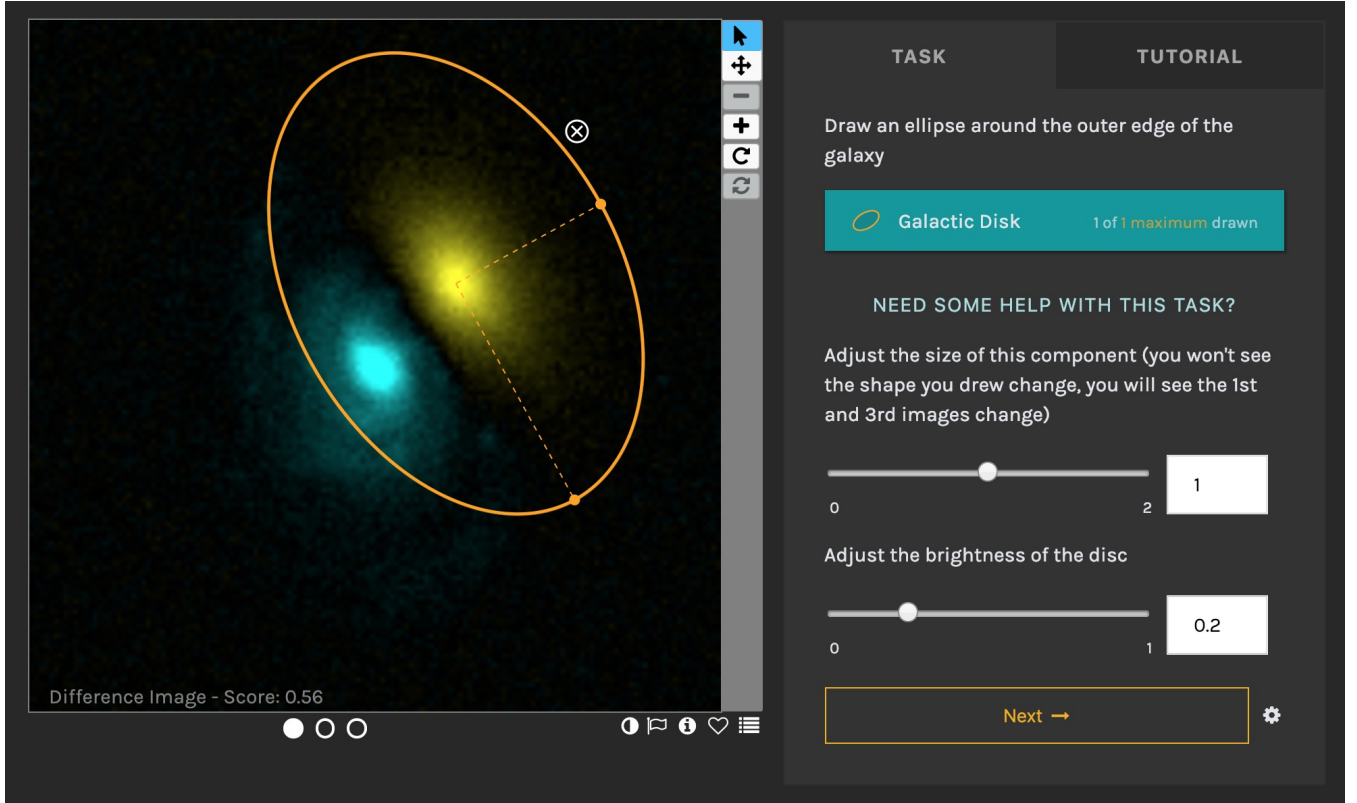 TASK
TUTORIAL
Draw an ellipse around the outer edge of the
galaxy
Galactic Disk
1 of 1 maximum drawn
NEED SOME HELP WITH THIS TASK?
Adjust the size of this component (you won't see
the shape you drew change, you will see the 1st
and 3rd images change)
1
0
2
Adjust the brightness of the disc
0.2
0
1
Difference Image - Score: 0.56
Next →